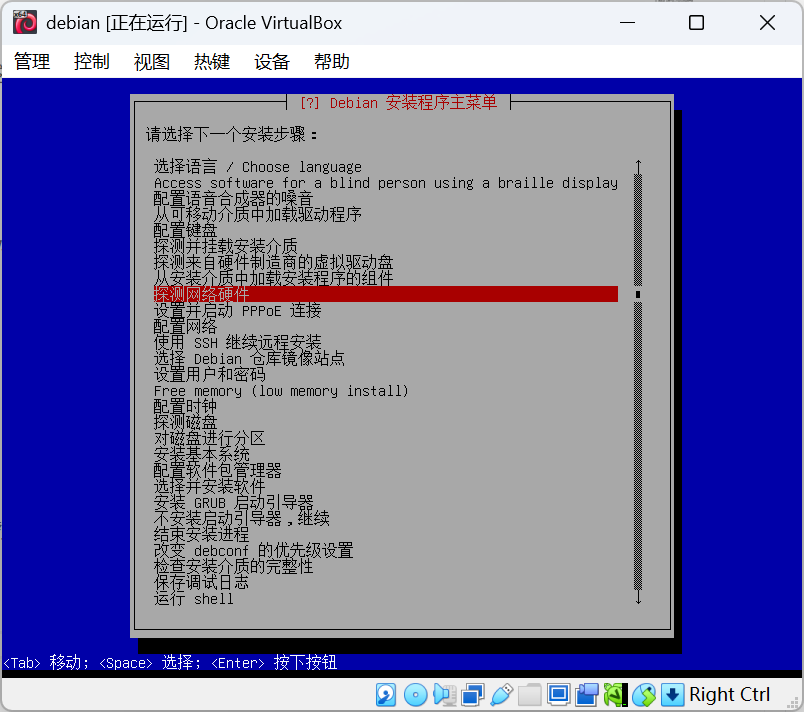 debian [正在运行] - Oracle VirtualBox
管理 控制 视图 热键 设备 帮助
[?] Debian 安装程序主菜单
请选择下一个安装步骤：
选择语言 / Choose language
Access software for a blind person using a braille display
配置语音合成器的嗓音
从可移动介质中加载驱动程序
配置键盘
探测并挂载安装介质
探测来自硬件制造商的虚拟驱动盘
从安装介质中加载安装程序的组件
探测网络硬件
设置并启动 PPPoE 连接
配置网络
使用 SSH 继续远程安装
选择 Debian 仓库镜像站点
设置用户和密码
Free memory (low memory install)
配置时钟
探测磁盘
对磁盘进行分区
安装基本系统
配置软件包管理器
选择并安装软件
安装 GRUB 启动引导器
不安装启动引导器，继续
结束安装进程
改变 debconf 的优先级设置
检查安装介质的完整性
保存调试日志
运行 shell
<Tab> 移动; <Space> 选择; <Enter> 按下按钮
Right Ctrl